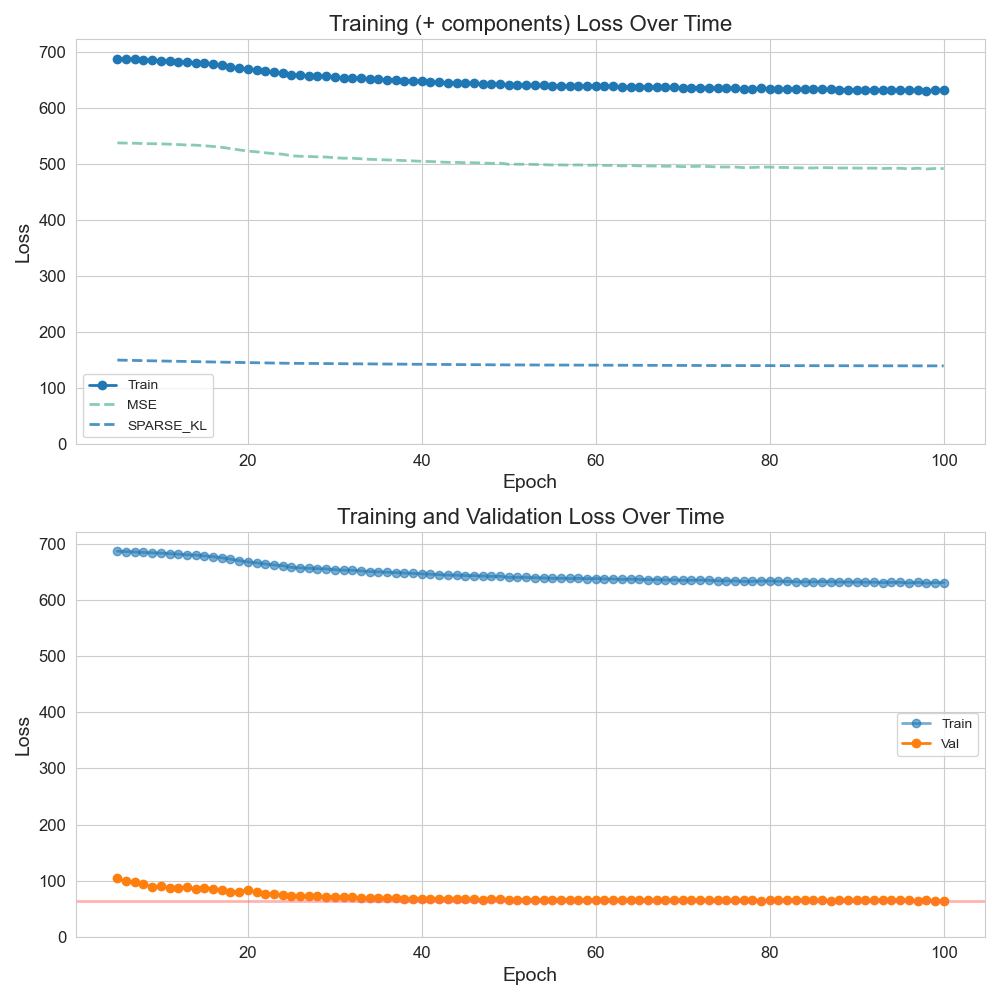 Training (+ components) Loss Over Time
700
600
500
400
300
200
100
0
Loss
Train
MSE
SPARSE_KL
20
40
60
80
100
Epoch
Training and Validation Loss Over Time
700
600
500
400
300
200
100
0
Loss
Train
Val
20
40
60
80
100
Epoch